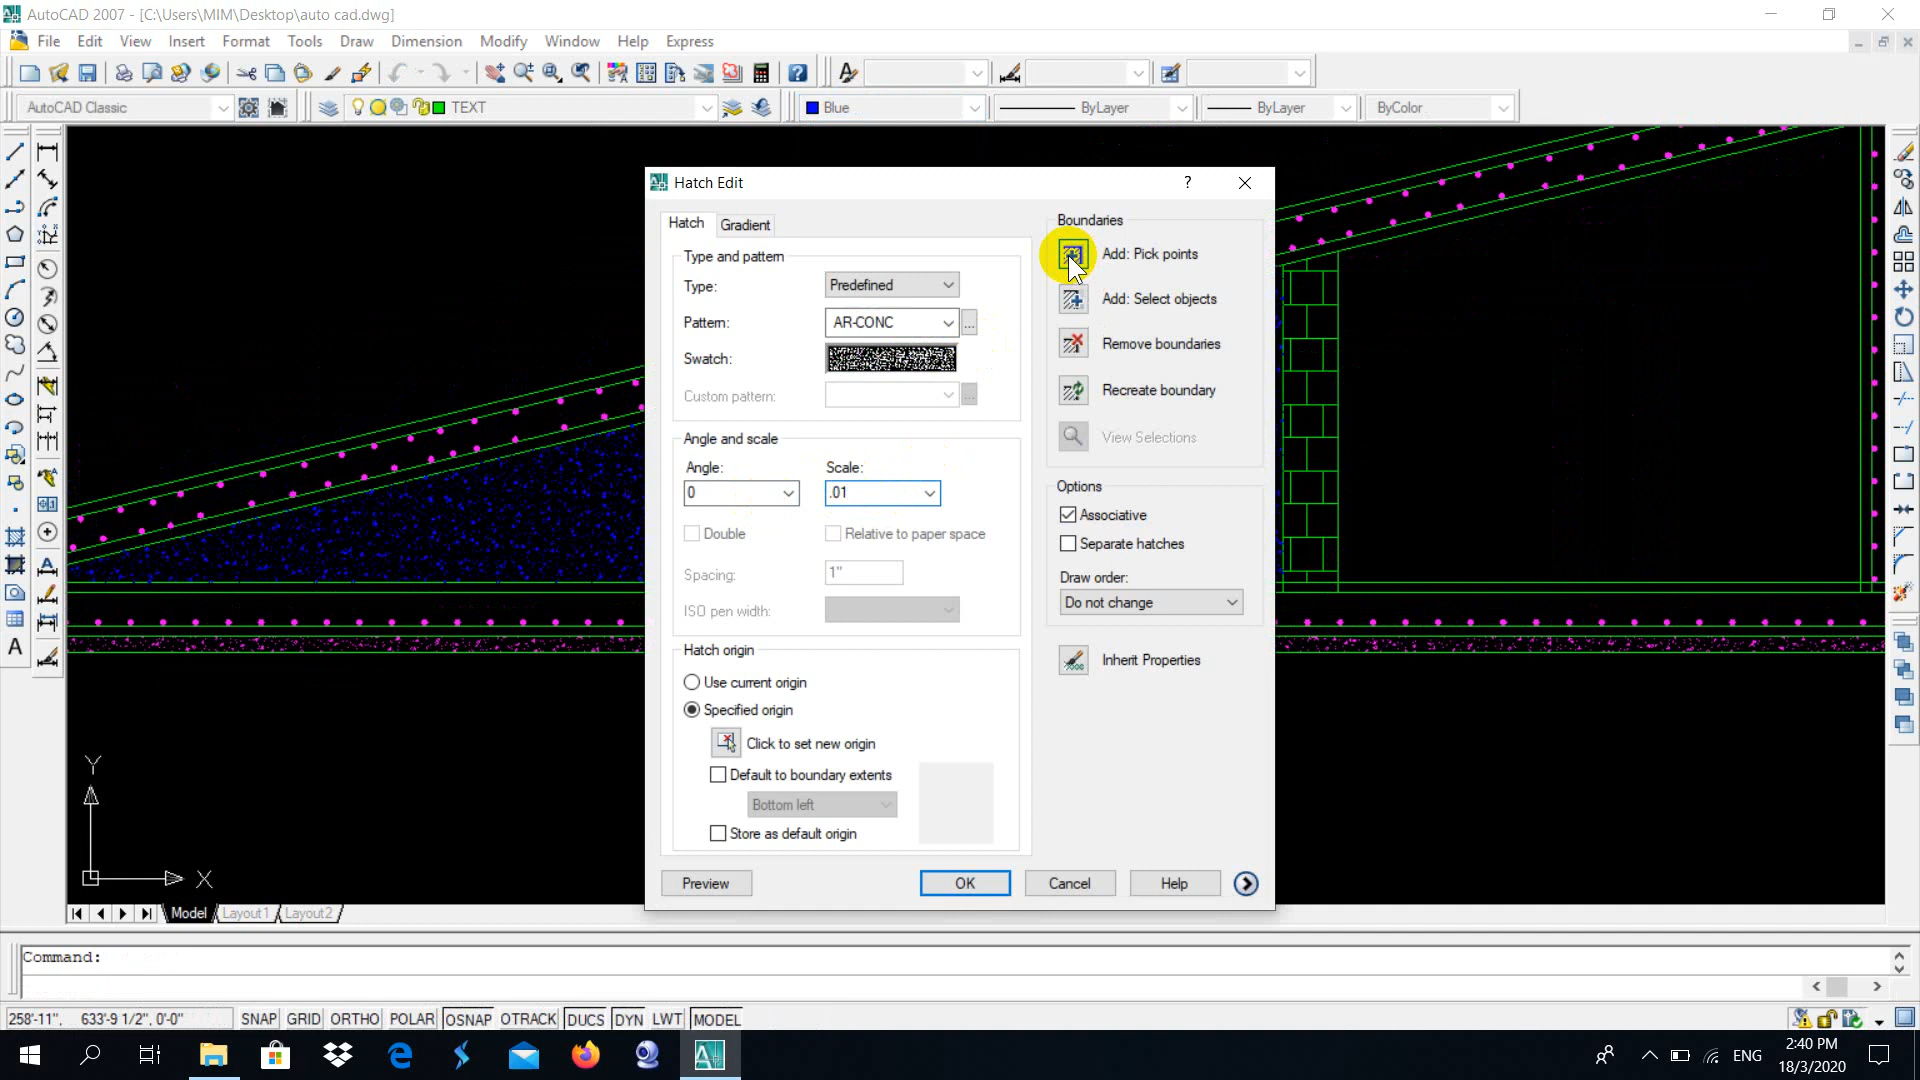 AutoCAD 2007 - [C:\Users\MIM\Desktop\auto cad.dwg]
File Edit View Insert Format Tools Draw Dimension Modify Window Help Express
AutoCAD Classic TEXT Blue ByLayer ByLayer ByColor
Hatch Edit ?
Hatch Gradient
Type and pattern
Type: Predefined
Pattern: AR-CONC ...
Swatch:
Custom pattern: ...
Angle and scale
Angle: Scale:
0 .01
Double Relative to paper space
Spacing: 1"
ISO pen width:
Hatch origin
Use current origin
Specified origin
Click to set new origin
Default to boundary extents
Bottom left
Store as default origin
Boundaries
Add: Pick points
Add: Select objects
Remove boundaries
Recreate boundary
View Selections
Options
Associative
Separate hatches
Draw order:
Do not change
Inherit Properties
Preview OK Cancel Help
Y
X
A
Model Layout1 Layout2
Command:
258'-11", 633'-9 1/2", 0'-0" SNAP GRID ORTHO POLAR OSNAP OTRACK DUCS DYN LWT MODEL
ENG
2:40 PM
18/3/2020